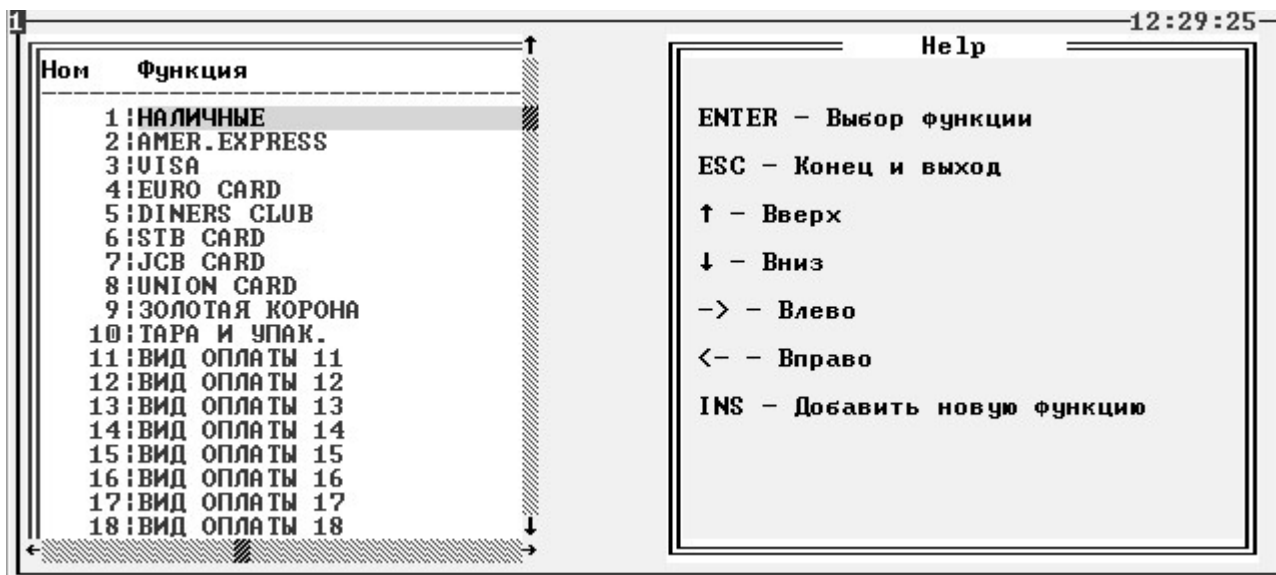 1
12:29:25
Ном Функция
1¦НАЛИЧНЫЕ
2¦AMER.EXPRESS
3¦VISA
4¦EURO CARD
5¦DINERS CLUB
6¦STB CARD
7¦JCB CARD
8¦UNION CARD
9¦ЗОЛОТАЯ КОРОНА
10¦ТАРА И УПАК.
11¦ВИД ОПЛАТЫ 11
12¦ВИД ОПЛАТЫ 12
13¦ВИД ОПЛАТЫ 13
14¦ВИД ОПЛАТЫ 14
15¦ВИД ОПЛАТЫ 15
16¦ВИД ОПЛАТЫ 16
17¦ВИД ОПЛАТЫ 17
18¦ВИД ОПЛАТЫ 18
Help
ENTER - Выбор функции
ESC - Конец и выход
↑ - Вверх
↓ - Вниз
-> - Влево
<- - Вправо
INS - Добавить новую функцию